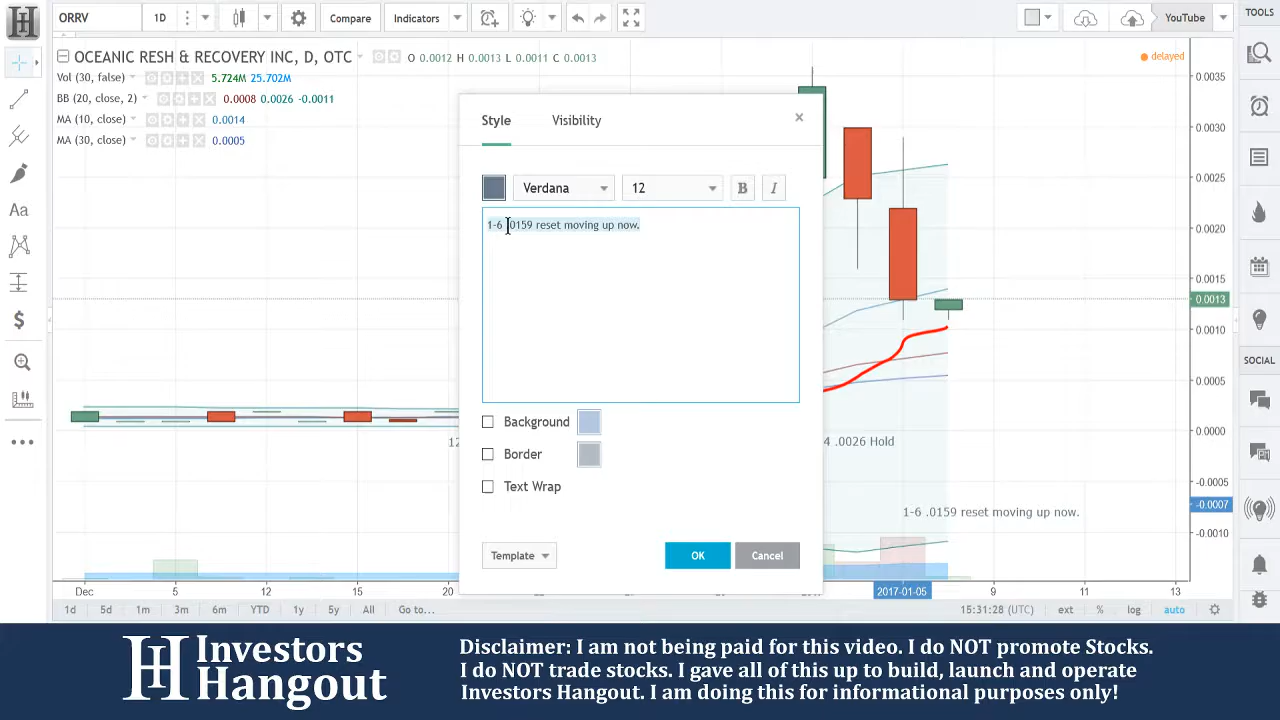 ORRV
1D
Compare
Indicators
YouTube
TOOLS
OCEANIC RESH & RECOVERY INC, D, OTC
O 0.0012 H 0.0013 L 0.0011 C 0.0013
delayed
Vol (30, false)
5.724M 25.702M
BB (20, close, 2)
0.0008 0.0026 -0.0011
MA (10, close)
0.0014
MA (30, close)
0.0005
Style
Visibility
×
Verdana
12
B
I
1-6 .0159 reset moving up now.
Background
Border
Text Wrap
Template
OK
Cancel
12
4 .0026 Hold
1-6 .0159 reset moving up now.
0.0035
0.0030
0.0025
0.0020
0.0015
0.0013
0.0010
0.0005
0.0000
-0.0005
-0.0007
-0.0010
SOCIAL
Aa
$
Dec
5
12
16
20
2017-01-05
9
13
1d
5d
1m
3m
6m
YTD
1y
5y
All
Go to...
15:31:28 (UTC)
ext
%
log
auto
Investors
Hangout
Disclaimer: I am not being paid for this video. I do NOT promote Stocks.
I do NOT trade stocks. I gave all of this up to build, launch and operate
Investors Hangout. I am doing this for informational purposes only!